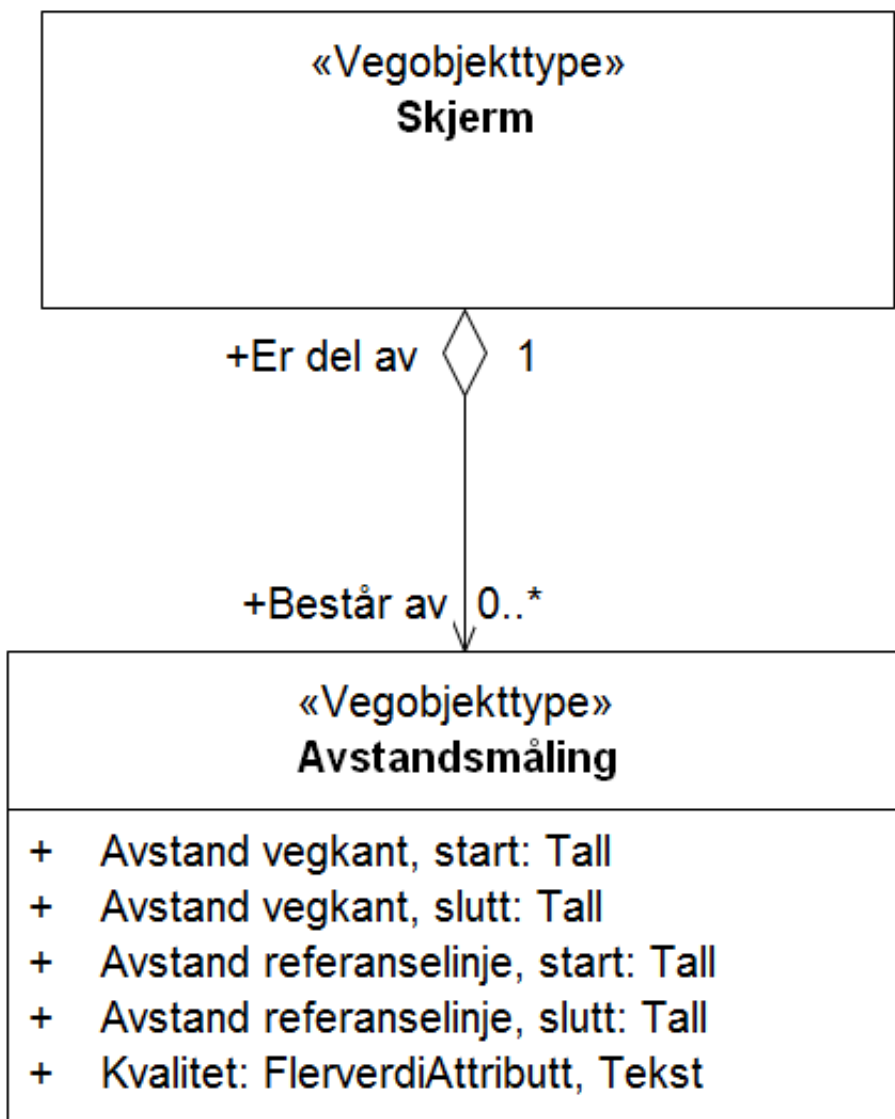 «Vegobjekttype»
Skjerm
+Er del av 1
+Består av 0..*
«Vegobjekttype»
Avstandsmåling
+ Avstand vegkant, start: Tall
+ Avstand vegkant, slutt: Tall
+ Avstand referanselinje, start: Tall
+ Avstand referanselinje, slutt: Tall
+ Kvalitet: FlerverdiAttributt, Tekst